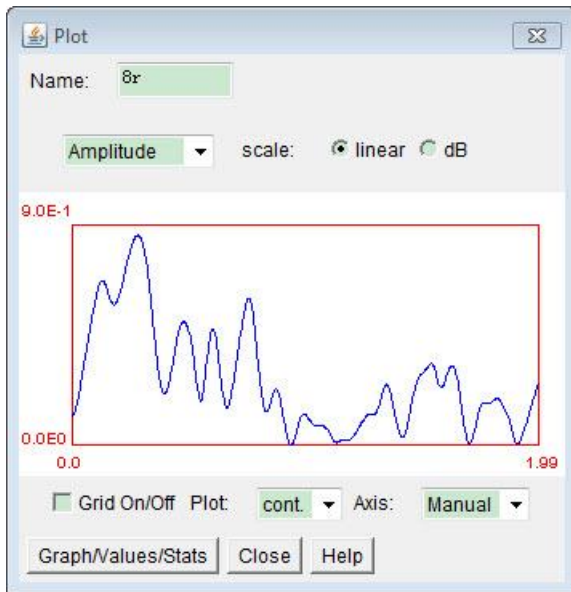 Plot
Name: 8r
Amplitude scale: linear dB
9.0E-1
0.0E0
0.0 1.99
Grid On/Off Plot: cont. Axis: Manual
Graph/Values/Stats Close Help